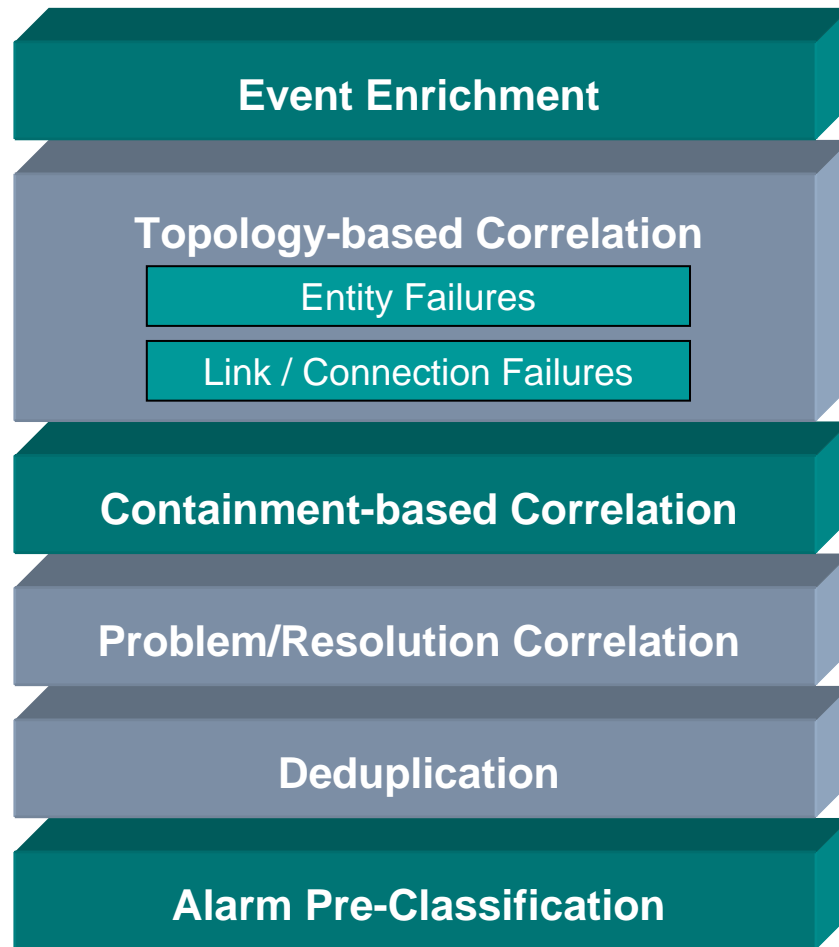 Event Enrichment
Topology-based Correlation
Entity Failures
Link / Connection Failures
Containment-based Correlation
Problem/Resolution Correlation
Deduplication
Alarm Pre-Classification